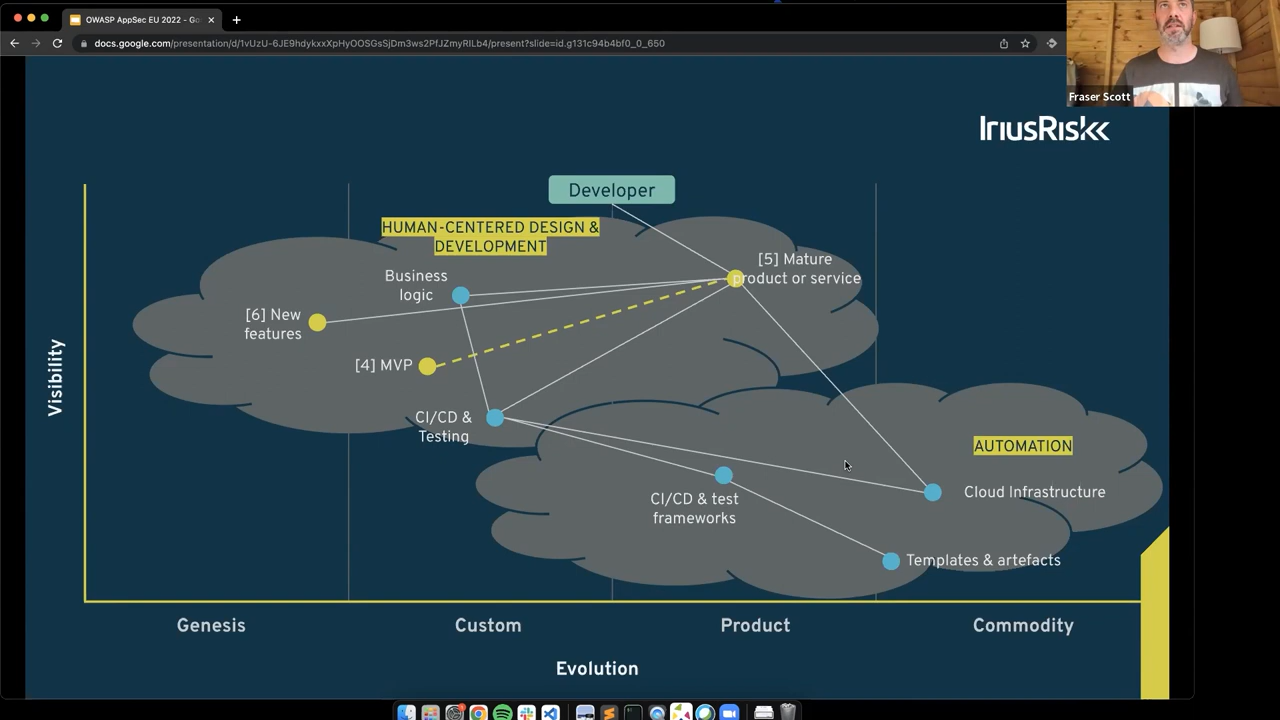 OWASP AppSec EU 2022 - Go
docs.google.com/presentation/d/1vUzU-6JE9hdykxxXpHyOOSGsSjDm3ws2PfJZmyRILb4/present?slide=id.g131c94b4bf0_0_650
Fraser Scott
IriusRisk
Developer
HUMAN-CENTERED DESIGN &
DEVELOPMENT
[5] Mature
product or service
Business
logic
[6] New
features
[4] MVP
CI/CD &
Testing
AUTOMATION
Cloud Infrastructure
CI/CD & test
frameworks
Templates & artefacts
Visibility
Genesis
Custom
Product
Commodity
Evolution